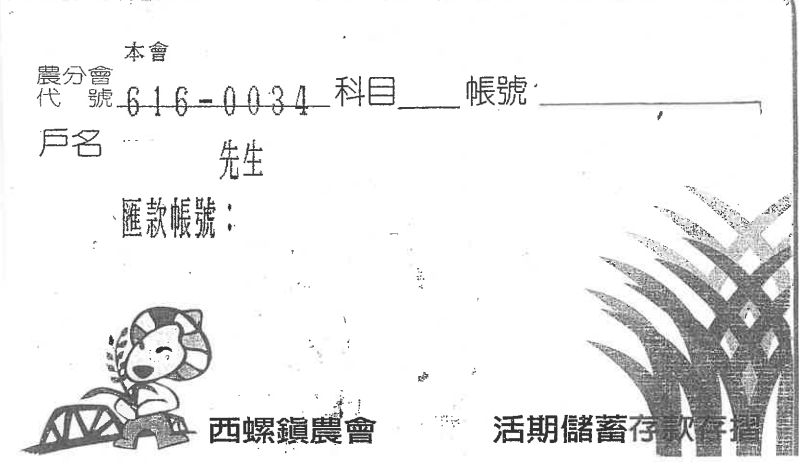 本會
農分會
代　號 616-0034 科目 帳號
戶名
先生
匯款帳號：
西螺鎮農會 活期儲蓄存款存摺